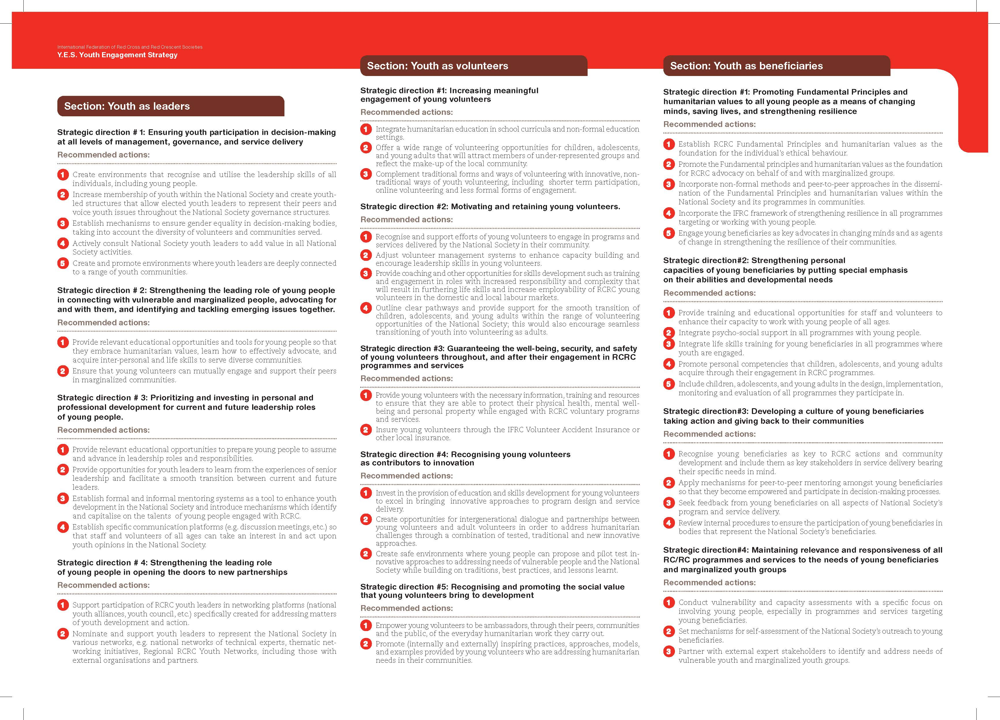 International Federation of Red Cross and Red Crescent Societies
Y.E.S. Youth Engagement Strategy
Section: Youth as leaders
Strategic direction # 1: Ensuring youth participation in decision-making
at all levels of management, governance, and service delivery
Recommended actions:
1 Create environments that recognise and utilise the leadership skills of all
individuals, including young people.
2 Increase membership of youth within the National Society and create youth-
led structures that allow elected youth leaders to represent their peers and
voice youth issues throughout the National Society governance structures.
3 Establish mechanisms to ensure gender equality in decision-making bodies,
taking into account the diversity of volunteers and communities served.
4 Actively consult National Society youth leaders to add value in all National
Society activities.
5 Create and promote environments where youth leaders are deeply connected
to a range of youth communities.
Strategic direction # 2: Strengthening the leading role of young people
in connecting with vulnerable and marginalized people, advocating for
and with them, and identifying and tackling emerging issues together.
Recommended actions:
1 Provide relevant educational opportunities and tools for young people so that
they embrace humanitarian values, learn how to effectively advocate, and
acquire inter-personal and life skills to serve diverse communities.
2 Ensure that young volunteers can mutually engage and support their peers
in marginalized communities.
Strategic direction # 3: Prioritizing and investing in personal and
professional development for current and future leadership roles
of young people.
Recommended actions:
1 Provide relevant educational opportunities to prepare young people to assume
and advance in leadership roles and responsibilities.
2 Provide opportunities for youth leaders to learn from the experiences of senior
leadership and facilitate a smooth transition between current and future
leaders.
3 Establish formal and informal mentoring systems as a tool to enhance youth
development in the National Society and introduce mechanisms which identify
and capitalise on the talents of young people engaged with RCRC.
4 Establish specific communication platforms (e.g. discussion meetings, etc.) so
that staff and volunteers of all ages can take an interest in and act upon
youth opinions in the National Society.
Strategic direction # 4: Strengthening the leading role
of young people in opening the doors to new partnerships
Recommended actions:
1 Support participation of RCRC youth leaders in networking platforms (national
youth alliances, youth council, etc.) specifically created for addressing matters
of youth development and action.
2 Nominate and support youth leaders to represent the National Society in
various networks, e.g. national networks of technical experts, thematic net-
working initiatives, Regional RCRC Youth Networks, including those with
external organisations and partners.
Section: Youth as volunteers
Strategic direction #1: Increasing meaningful
engagement of young volunteers
Recommended actions:
1 Integrate humanitarian education in school curricula and non-formal education
settings.
2 Offer a wide range of volunteering opportunities for children, adolescents,
and young adults that will attract members of under-represented groups and
reflect the make-up of the local community.
3 Complement traditional forms and ways of volunteering with innovative, non-
traditional ways of youth volunteering, including shorter term participation,
online volunteering and less formal forms of engagement.
Strategic direction #2: Motivating and retaining young volunteers.
Recommended actions:
1 Recognise and support efforts of young volunteers to engage in programs and
services delivered by the National Society in their community.
2 Adjust volunteer management systems to enhance capacity building and
encourage leadership skills in young volunteers.
3 Provide coaching and other opportunities for skills development such as training
and engagement in roles with increased responsibility and complexity that
will result in furthering life skills and increase employability of RCRC young
volunteers in the domestic and local labour markets.
4 Outline clear pathways and provide support for the smooth transition of
children, adolescents, and young adults within the range of volunteering
opportunities of the National Society; this would also encourage seamless
transitioning of youth into volunteering as adults.
Strategic direction #3: Guaranteeing the well-being, security, and safety
of young volunteers throughout, and after their engagement in RCRC
programmes and services
Recommended actions:
1 Provide young volunteers with the necessary information, training and resources
to ensure that they are able to protect their physical health, mental well-
being and personal property while engaged with RCRC voluntary programs
and services.
2 Insure young volunteers through the IFRC Volunteer Accident Insurance or
other local insurance.
Strategic direction #4: Recognising young volunteers
as contributors to innovation
Recommended actions:
1 Invest in the provision of education and skills development for young volunteers
to excel in bringing innovative approaches to program design and service
delivery.
2 Create opportunities for intergenerational dialogue and partnerships between
young volunteers and adult volunteers in order to address humanitarian
challenges through a combination of tested, traditional and new innovative
approaches.
2 Create safe environments where young people can propose and pilot test in-
novative approaches to addressing needs of vulnerable people and the National
Society while building on traditions, best practices, and lessons learnt.
Strategic direction #5: Recognising and promoting the social value
that young volunteers bring to development
Recommended actions:
1 Empower young volunteers to be ambassadors, through their peers, communities
and the public, of the everyday humanitarian work they carry out.
2 Promote (internally and externally) inspiring practices, approaches, models,
and examples provided by young volunteers who are addressing humanitarian
needs in their communities.
Section: Youth as beneficiaries
Strategic direction #1: Promoting Fundamental Principles and
humanitarian values to all young people as a means of changing
minds, saving lives, and strengthening resilience
Recommended actions:
1 Establish RCRC Fundamental Principles and humanitarian values as the
foundation for the individual's ethical behaviour.
2 Promote the Fundamental principles and humanitarian values as the foundation
for RCRC advocacy on behalf of and with marginalized groups.
3 Incorporate non-formal methods and peer-to-peer approaches in the dissemi-
nation of the Fundamental Principles and humanitarian values within the
National Society and its programmes in communities.
4 Incorporate the IFRC framework of strengthening resilience in all programmes
targeting or working with young people.
5 Engage young beneficiaries as key advocates in changing minds and as agents
of change in strengthening the resilience of their communities.
Strategic direction#2: Strengthening personal
capacities of young beneficiaries by putting special emphasis
on their abilities and developmental needs
Recommended actions:
1 Provide training and educational opportunities for staff and volunteers to
enhance their capacity to work with young people of all ages.
2 Integrate psycho-social support in all programmes with young people.
3 Integrate life skills training for young beneficiaries in all programmes where
youth are engaged.
4 Promote personal competencies that children, adolescents, and young adults
acquire through their engagement in RCRC programmes.
5 Include children, adolescents, and young adults in the design, implementation,
monitoring and evaluation of all programmes they participate in.
Strategic direction#3: Developing a culture of young beneficiaries
taking action and giving back to their communities
Recommended actions:
1 Recognise young beneficiaries as key to RCRC actions and community
development and include them as key stakeholders in service delivery bearing
their specific needs in mind.
2 Apply mechanisms for peer-to-peer mentoring amongst young beneficiaries
so that they become empowered and participate in decision-making processes.
3 Seek feedback from young beneficiaries on all aspects of National Society's
program and service delivery.
4 Review internal procedures to ensure the participation of young beneficiaries in
bodies that represent the National Society's beneficiaries.
Strategic direction#4: Maintaining relevance and responsiveness of all
RC/RC programmes and services to the needs of young beneficiaries
and marginalized youth groups
Recommended actions:
1 Conduct vulnerability and capacity assessments with a specific focus on
involving young people, especially in programmes and services targeting
young beneficiaries.
2 Set mechanisms for self-assessment of the National Society's outreach to young
beneficiaries.
3 Partner with external expert stakeholders to identify and address needs of
vulnerable youth and marginalized youth groups.